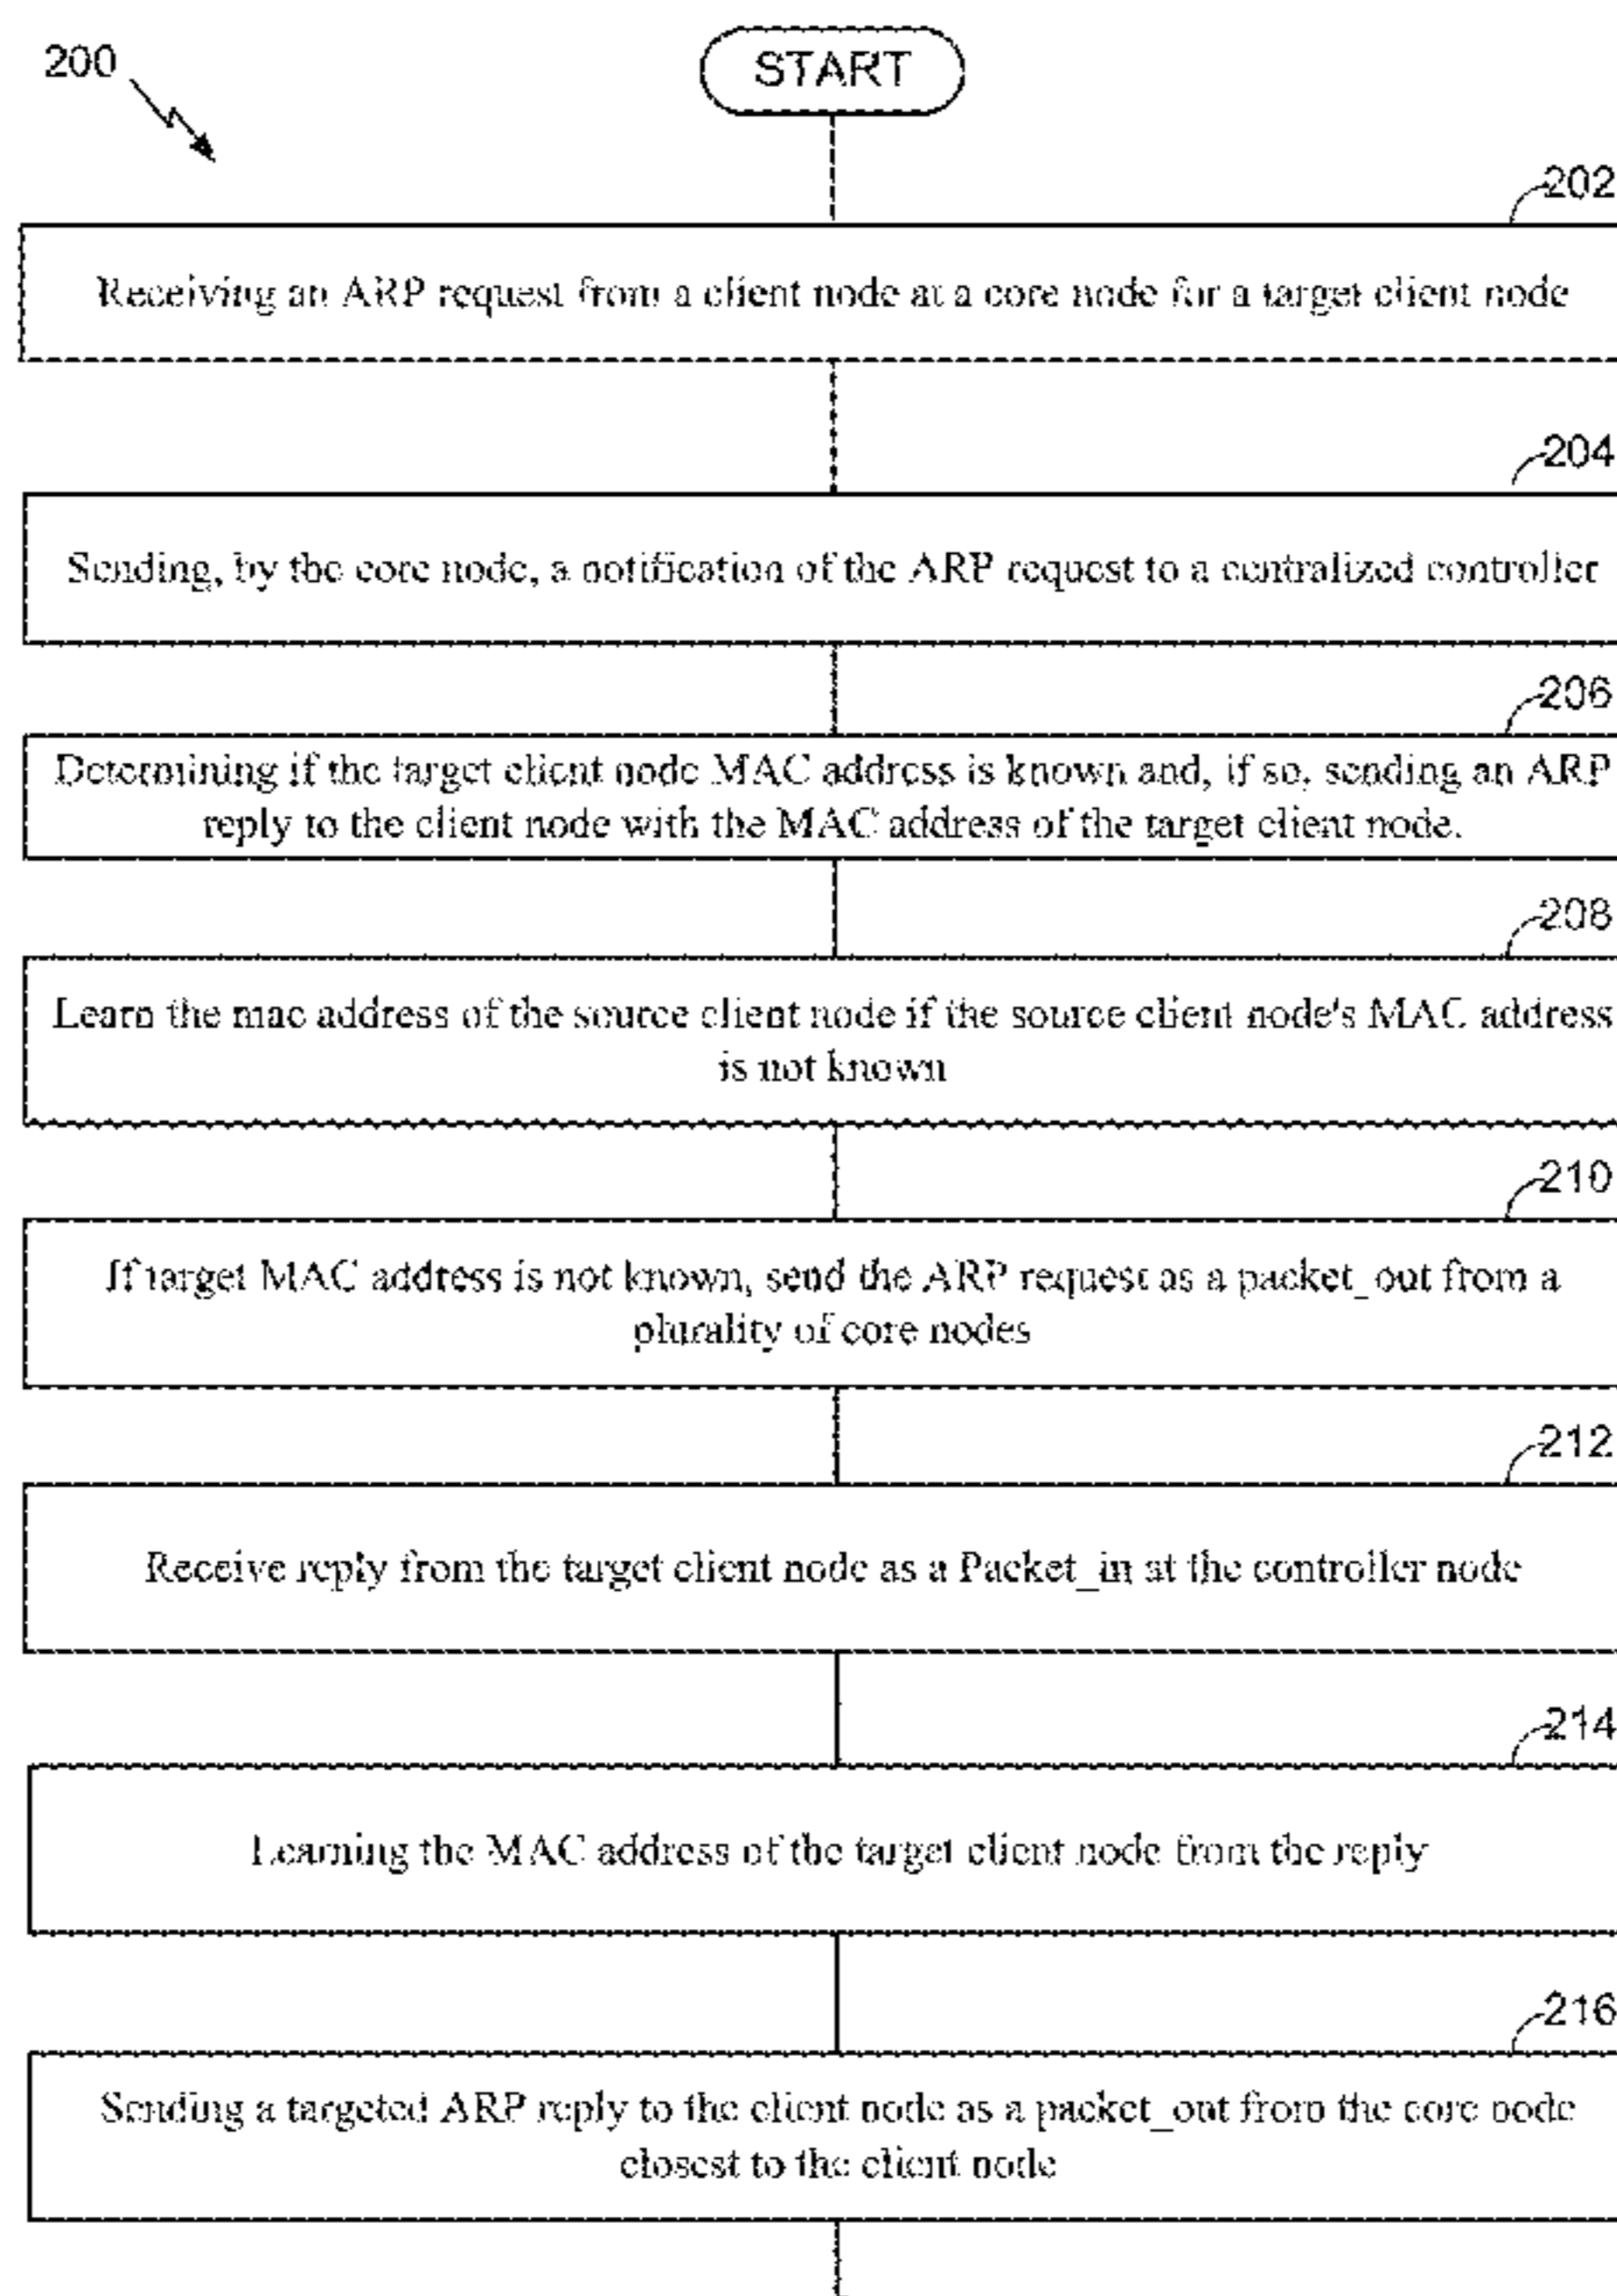 200
START
202
Receiving an ARP request from a client node at a core node for a target client node
204
Sending, by the core node, a notification of the ARP request to a centralized controller
206
Determining if the target client node MAC address is known and, if so, sending an ARP
reply to the client node with the MAC address of the target client node.
208
Learn the mac address of the source client node if the source client node's MAC address
is not known
210
If target MAC address is not known, send the ARP request as a packet_out from a
plurality of core nodes
212
Receive reply from the target client node as a Packet_in at the controller node
214
Learning the MAC address of the target client node from the reply
216
Sending a targeted ARP reply to the client node as a packet_out from the core node
closest to the client node